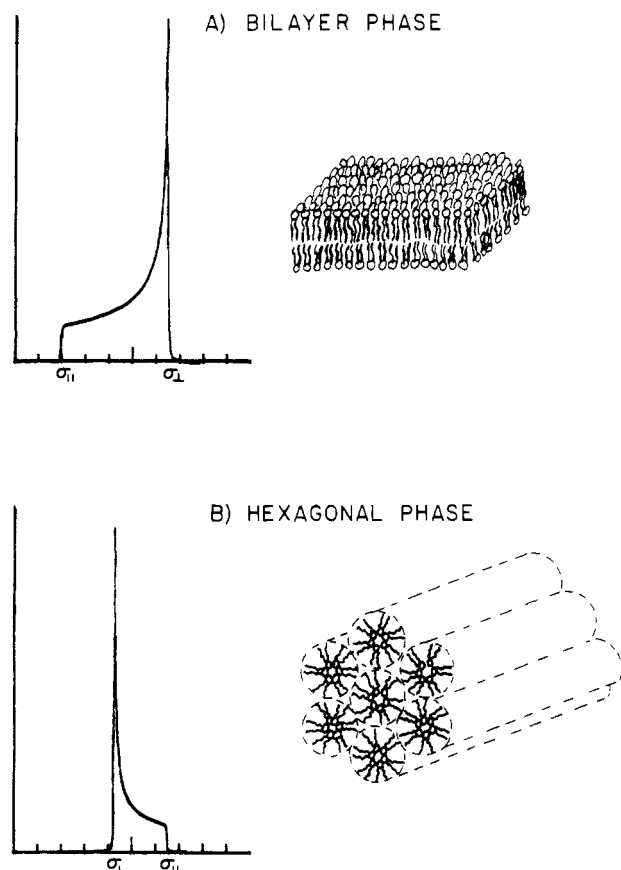 A) BILAYER PHASE
σ∥ σ⊥
B) HEXAGONAL PHASE
σ⊥ σ∥